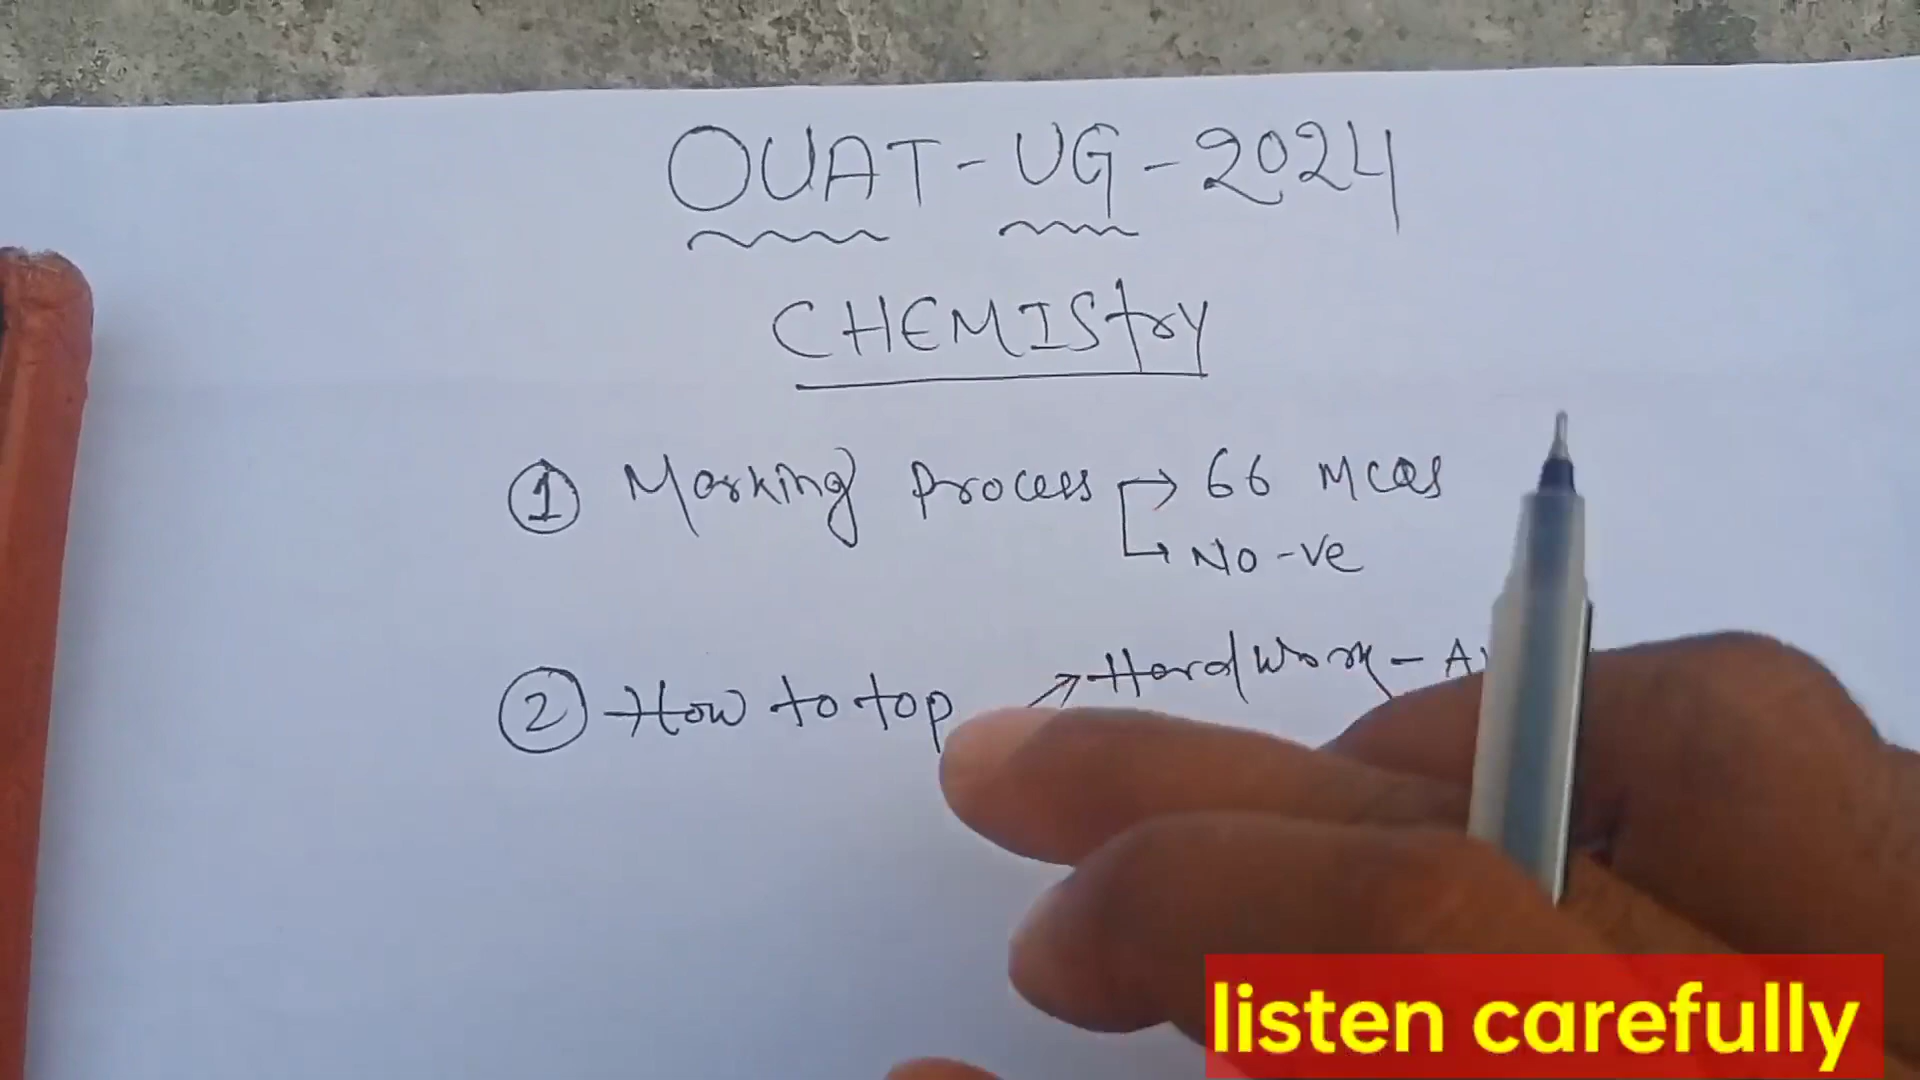 OUAT - UG - 2024
CHEMIStry
① Marking Process → 66 MCQS
→ No -ve
② How to top → Hard work -
listen carefully